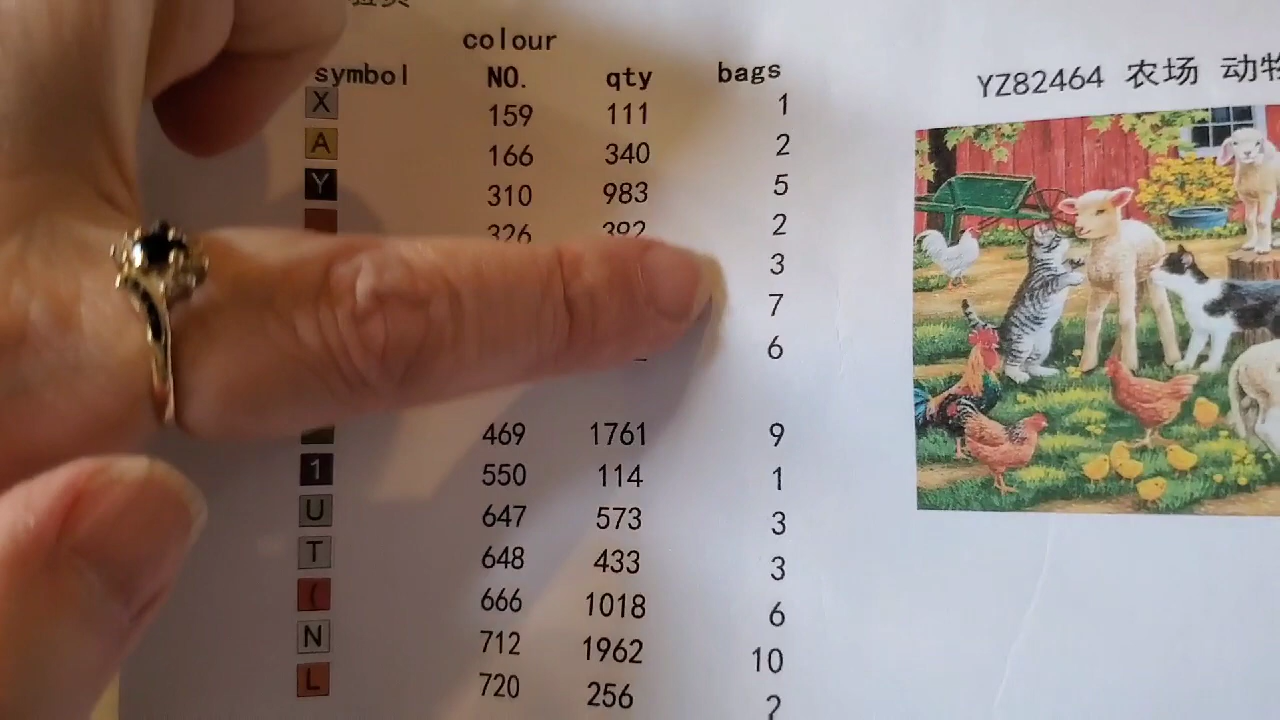 colour
symbol NO. qty bags
X 159 111 1
A 166 340 2
Y 310 983 5
326 392 2
3
7
6
469 1761 9
1 550 114 1
U 647 573 3
T 648 433 3
( 666 1018 6
N 712 1962 10
L 720 256
YZ82464 农场 动物